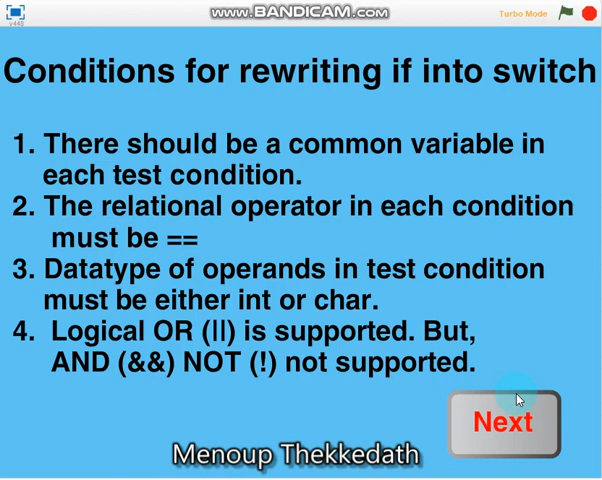 www.BANDICAM.com
Turbo Mode
v448
Conditions for rewriting if into switch
1. There should be a common variable in
each test condition.
2. The relational operator in each condition
must be ==
3. Datatype of operands in test condition
must be either int or char.
4. Logical OR (||) is supported. But,
AND (&&) NOT (!) not supported.
Next
Menoup Thekkedath